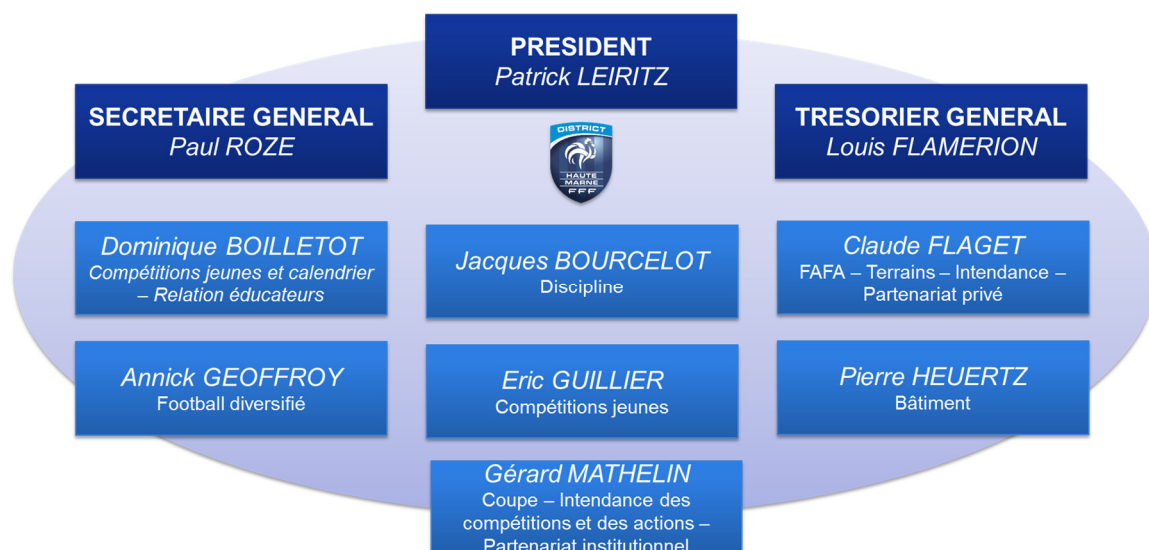 PRESIDENT
Patrick LEIRITZ
SECRETAIRE GENERAL
Paul ROZE
TRESORIER GENERAL
Louis FLAMERION
DISTRICT
HAUTE
MARNE
FFF
Dominique BOILLETOT
Compétitions jeunes et calendrier
– Relation éducateurs
Jacques BOURCELOT
Discipline
Claude FLAGET
FAFA – Terrains – Intendance –
Partenariat privé
Annick GEOFFROY
Football diversifié
Eric GUILLIER
Compétitions jeunes
Pierre HEUERTZ
Bâtiment
Gérard MATHELIN
Coupe – Intendance des
compétitions et des actions –
Partenariat institutionnel